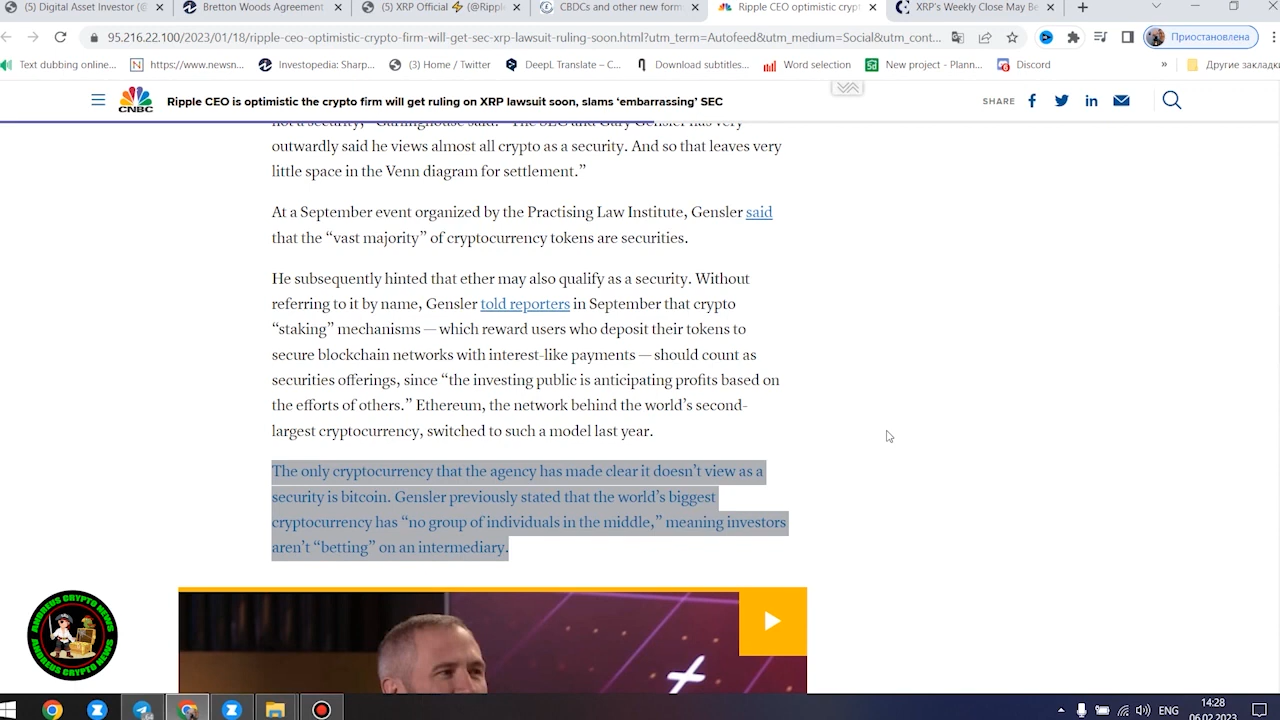 (5) Digital Asset Investor (@
Bretton Woods Agreement
(5) XRP Official ⚡ (@Ripple
CBDCs and other new form
Ripple CEO optimistic crypt
XRP's Weekly Close May Be
95.216.22.100/2023/01/18/ripple-ceo-optimistic-crypto-firm-will-get-sec-xrp-lawsuit-ruling-soon.html?utm_term=Autofeed&utm_medium=Social&utm_cont...
Приостановлена
Text dubbing online...
https://www.newsn...
Investopedia: Sharp...
(3) Home / Twitter
DeepL Translate – C...
Download subtitles...
Word selection
New project - Plann...
Discord
»
Другие закладки
CNBC
Ripple CEO is optimistic the crypto firm will get ruling on XRP lawsuit soon, slams ‘embarrassing’ SEC
SHARE
outwardly said he views almost all crypto as a security. And so that leaves very
little space in the Venn diagram for settlement.”
At a September event organized by the Practising Law Institute, Gensler said
that the “vast majority” of cryptocurrency tokens are securities.
He subsequently hinted that ether may also qualify as a security. Without
referring to it by name, Gensler told reporters in September that crypto
“staking” mechanisms — which reward users who deposit their tokens to
secure blockchain networks with interest-like payments — should count as
securities offerings, since “the investing public is anticipating profits based on
the efforts of others.” Ethereum, the network behind the world’s second-
largest cryptocurrency, switched to such a model last year.
The only cryptocurrency that the agency has made clear it doesn’t view as a
security is bitcoin. Gensler previously stated that the world’s biggest
cryptocurrency has “no group of individuals in the middle,” meaning investors
aren’t “betting” on an intermediary.
ANDREUS CRYPTO NEWS
ANDREUS CRYPTO NEWS
ENG
14:28
06.02.2023